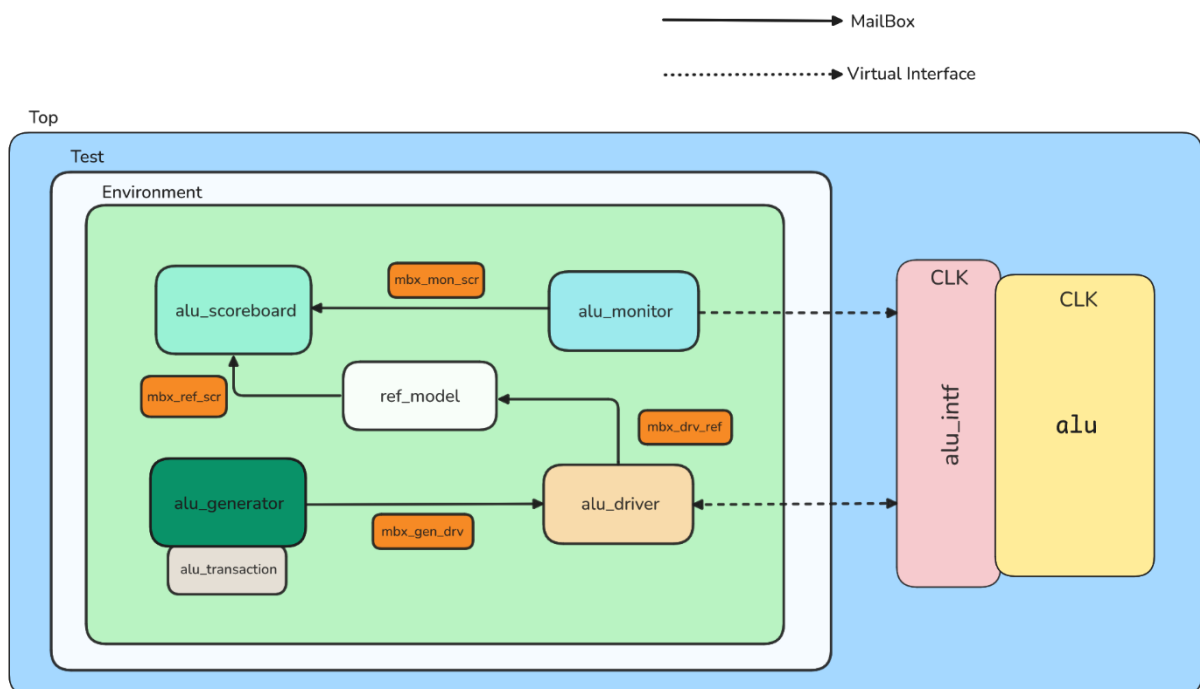 MailBox
Virtual Interface
Top
Test
Environment
mbx_mon_scr
alu_scoreboard
alu_monitor
mbx_ref_scr
ref_model
mbx_drv_ref
alu_generator
alu_driver
mbx_gen_drv
alu_transaction
CLK
alu_intf
CLK
alu